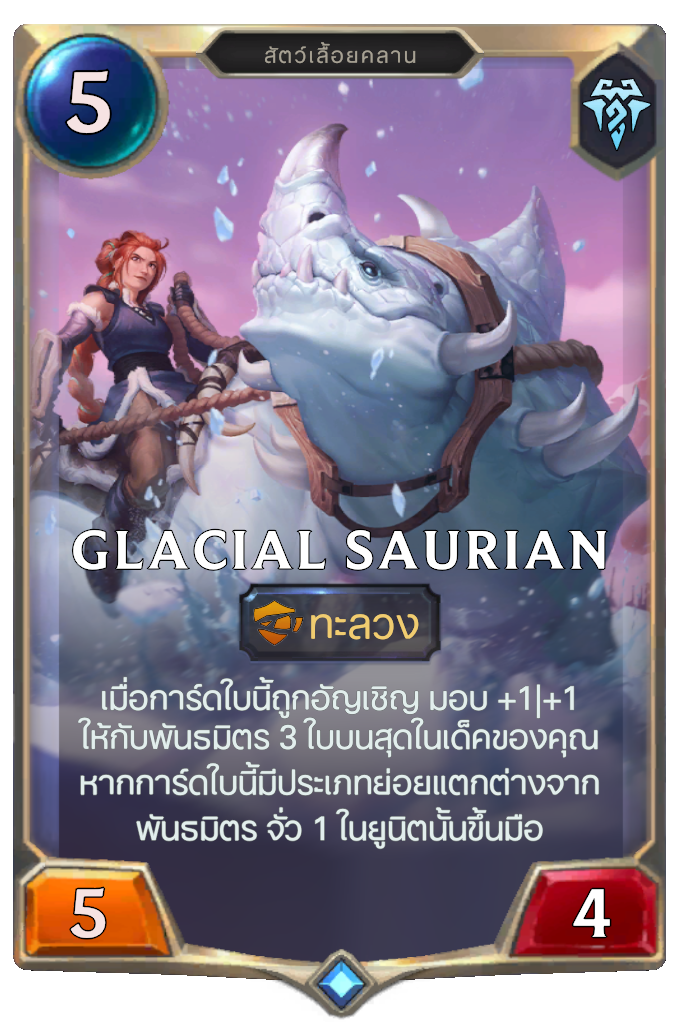 5
สัตว์เลื้อยคลาน
GLACIAL SAURIAN
ทะลวง
เมื่อการ์ดใบนี้ถูกอัญเชิญ มอบ +1|+1
ให้กับพันธมิตร 3 ใบบนสุดในเด็คของคุณ
หากการ์ดใบนี้มีประเภทย่อยแตกต่างจาก
พันธมิตร จั่ว 1 ในยูนิตนั้นขึ้นมือ
5
4